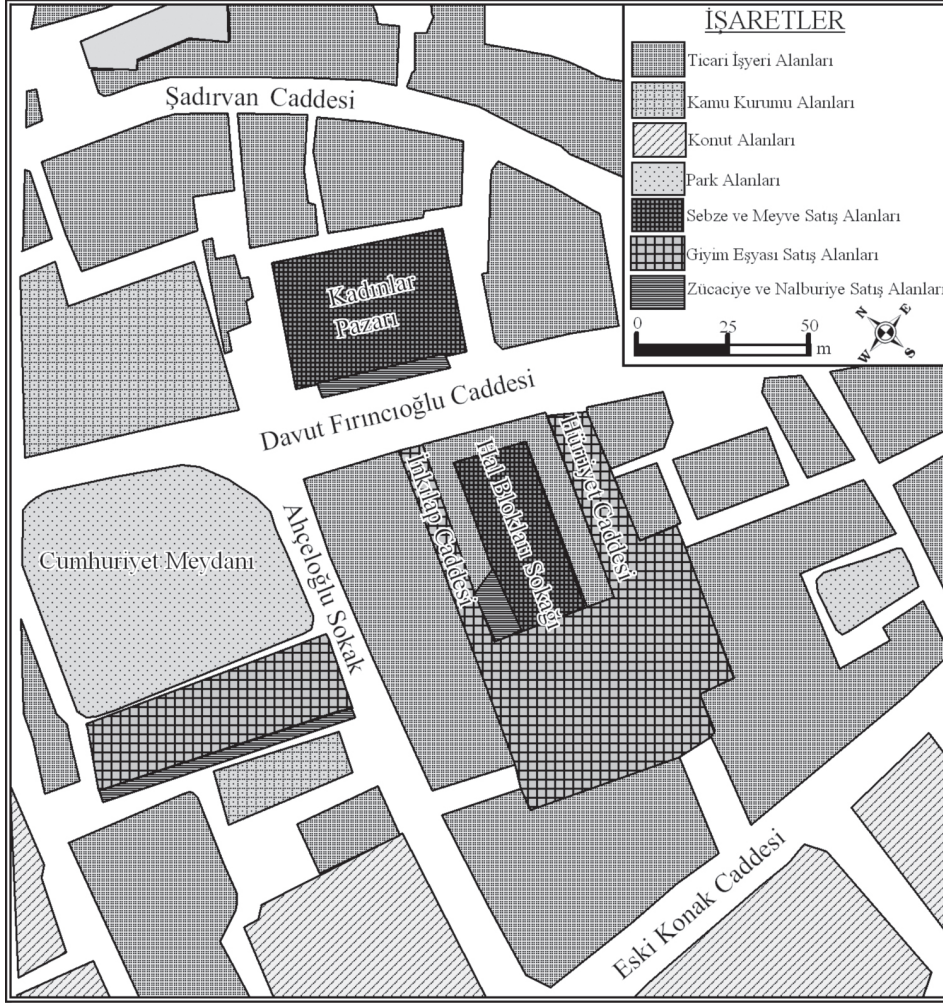 İŞARETLER
Ticari İşyeri Alanları
Kamu Kurumu Alanları
Konut Alanları
Park Alanları
Sebze ve Meyve Satış Alanları
Giyim Eşyası Satış Alanları
Zücaciye ve Nalburiye Satış Alanları
0 25 50
m
N E
W S
Şadırvan Caddesi
Kadınlar
Pazarı
Davut Fırıncıoğlu Caddesi
İnkılap Caddesi
Hal Blokları Sokağı
Hürriyet Caddesi
Cumhuriyet Meydanı
Ahçeloğlu Sokak
Eski Konak Caddesi